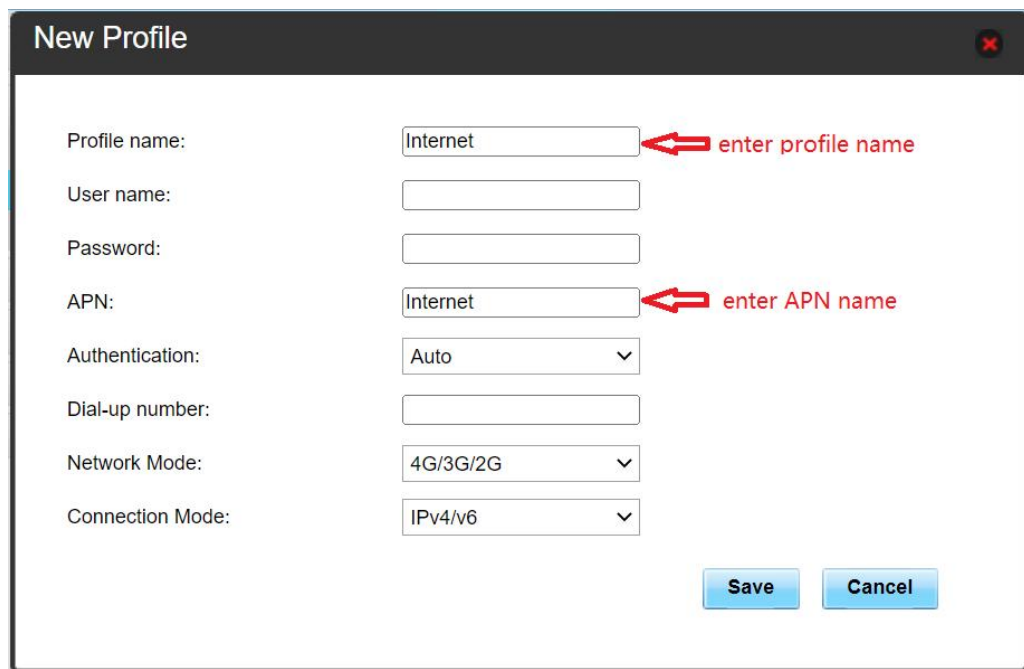 New Profile
Profile name: Internet enter profile name
User name:
Password:
APN: Internet enter APN name
Authentication: Auto
Dial-up number:
Network Mode: 4G/3G/2G
Connection Mode: IPv4/v6
Save Cancel